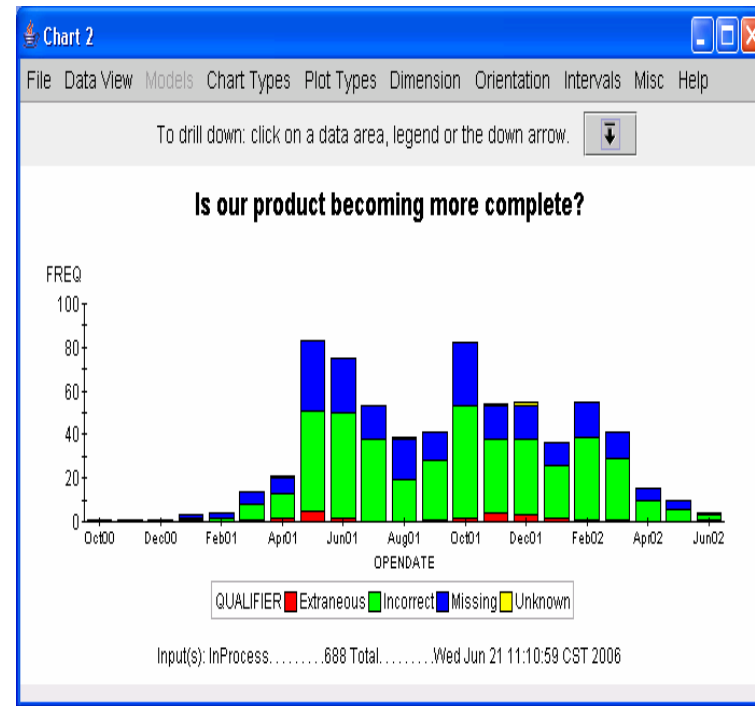 Chart 2
File Data View Models Chart Types Plot Types Dimension Orientation Intervals Misc Help
To drill down: click on a data area, legend or the down arrow.
Is our product becoming more complete?
FREQ
100
80
60
40
20
0
Oct00 Dec00 Feb01 Apr01 Jun01 Aug01 Oct01 Dec01 Feb02 Apr02 Jun02
OPENDATE
QUALIFIER Extraneous Incorrect Missing Unknown
Input(s): InProcess.........688 Total.........Wed Jun 21 11:10:59 CST 2006